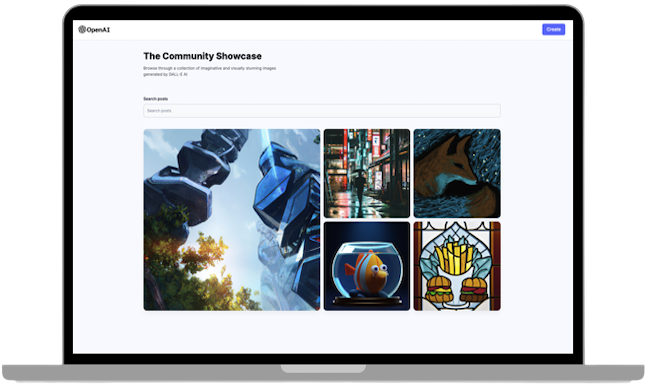 OpenAI
Create
The Community Showcase
Browse through a collection of imaginative and visually stunning images
generated by DALL-E AI
Search posts
Search posts